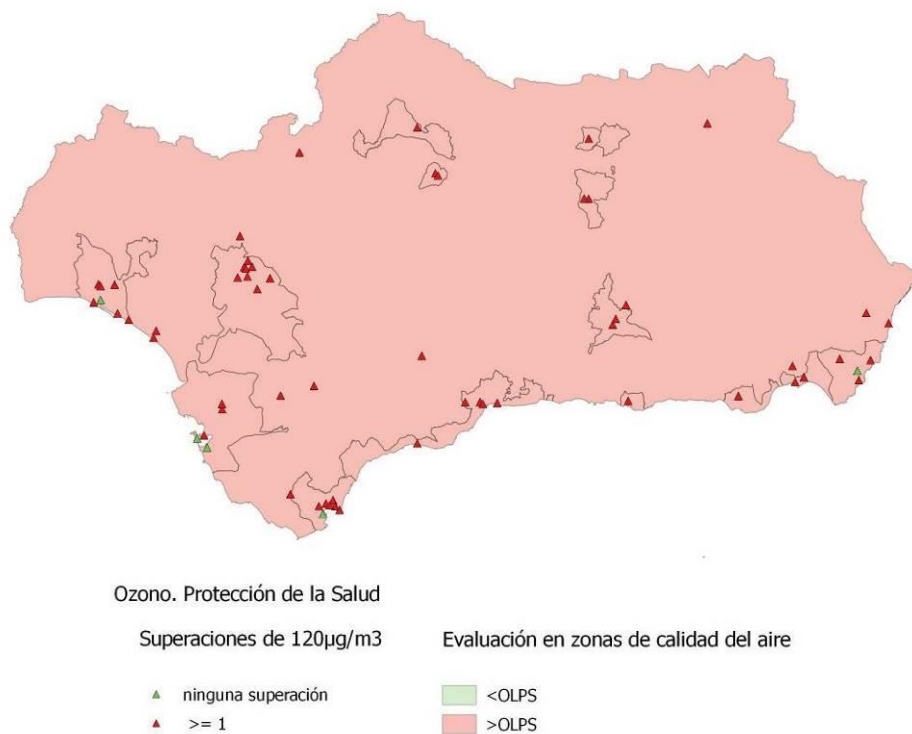 Ozono. Protección de la Salud
Superaciones de 120µg/m3
Evaluación en zonas de calidad del aire
ninguna superación
<OLPS
>= 1
>OLPS